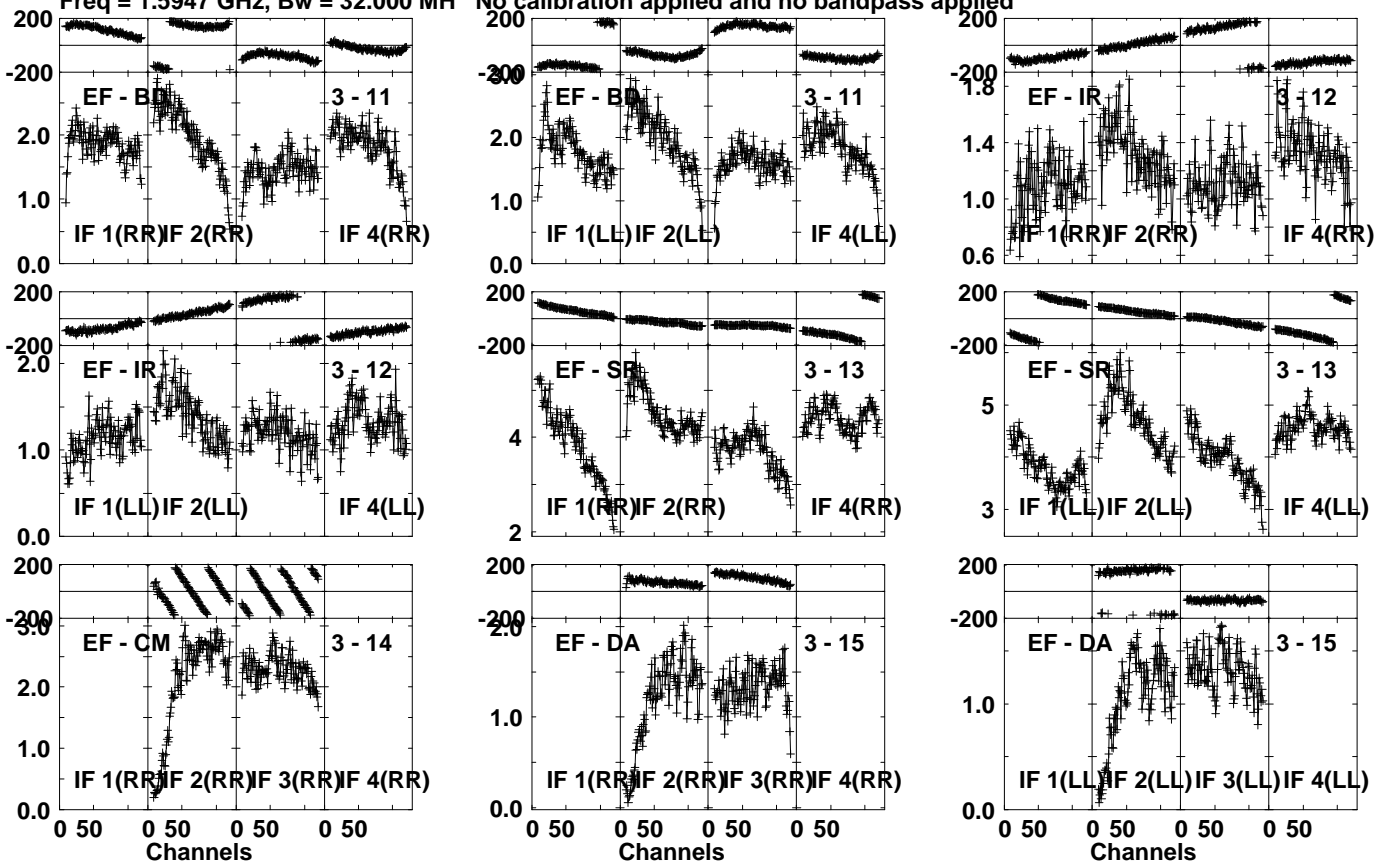 Freq = 1.5947 GHz, Bw = 32.000 MH No calibration applied and no bandpass applied
200
-200
EF - BD 3 - 11
2.0
1.0
0.0
IF 1(RR) IF 2(RR) IF 4(RR)
-200
3.0
EF - BD 3 - 11
2.0
1.0
0.0
IF 1(LL) IF 2(LL) IF 4(LL)
200
-200
1.8
EF - IR 3 - 12
1.4
1.0
0.6
IF 1(RR) IF 2(RR) IF 4(RR)
200
-200
2.0
EF - IR 3 - 12
1.0
0.0
IF 1(LL) IF 2(LL) IF 4(LL)
200
-200
EF - SR 3 - 13
4
2
IF 1(RR) IF 2(RR) IF 4(RR)
200
-200
EF - SR 3 - 13
5
3
IF 1(LL) IF 2(LL) IF 4(LL)
200
-200
3.0
EF - CM 3 - 14
2.0
1.0
0.0
IF 1(RR) IF 2(RR) IF 3(RR) IF 4(RR)
0 50 0 50 0 50 0 50
Channels
200
-200
2.0
EF - DA 3 - 15
1.0
0.0
IF 1(RR) IF 2(RR) IF 3(RR) IF 4(RR)
0 50 0 50 0 50 0 50
Channels
200
-200
EF - DA 3 - 15
1.0
0.0
IF 1(LL) IF 2(LL) IF 3(LL) IF 4(LL)
0 50 0 50 0 50 0 50
Channels